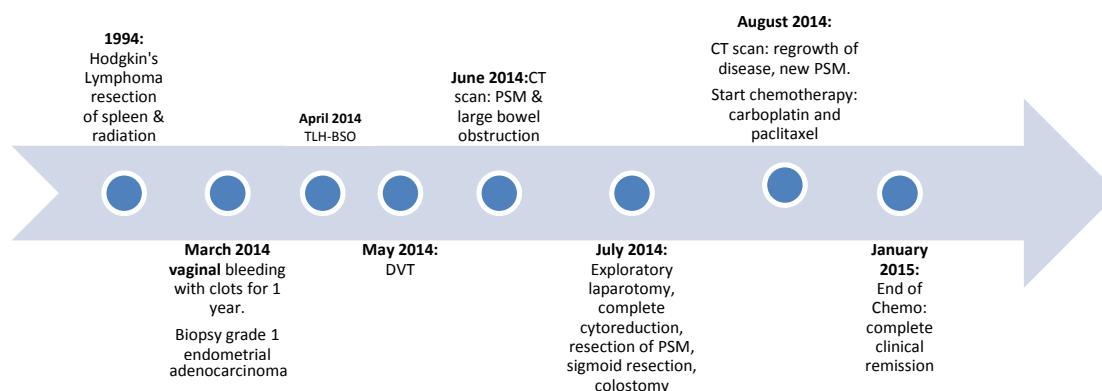 1994:
Hodgkin's
Lymphoma
resection
of spleen &
radiation
March 2014
vaginal bleeding
with clots for 1
year.
Biopsy grade 1
endometrial
adenocarcinoma
April 2014
TLH-BSO
May 2014:
DVT
June 2014:CT
scan: PSM &
large bowel
obstruction
July 2014:
Exploratory
laparotomy,
complete
cytoreduction,
resection of PSM,
sigmoid resection,
colostomy
August 2014:
CT scan: regrowth of
disease, new PSM.
Start chemotherapy:
carboplatin and
paclitaxel
January
2015:
End of
Chemo:
complete
clinical
remission